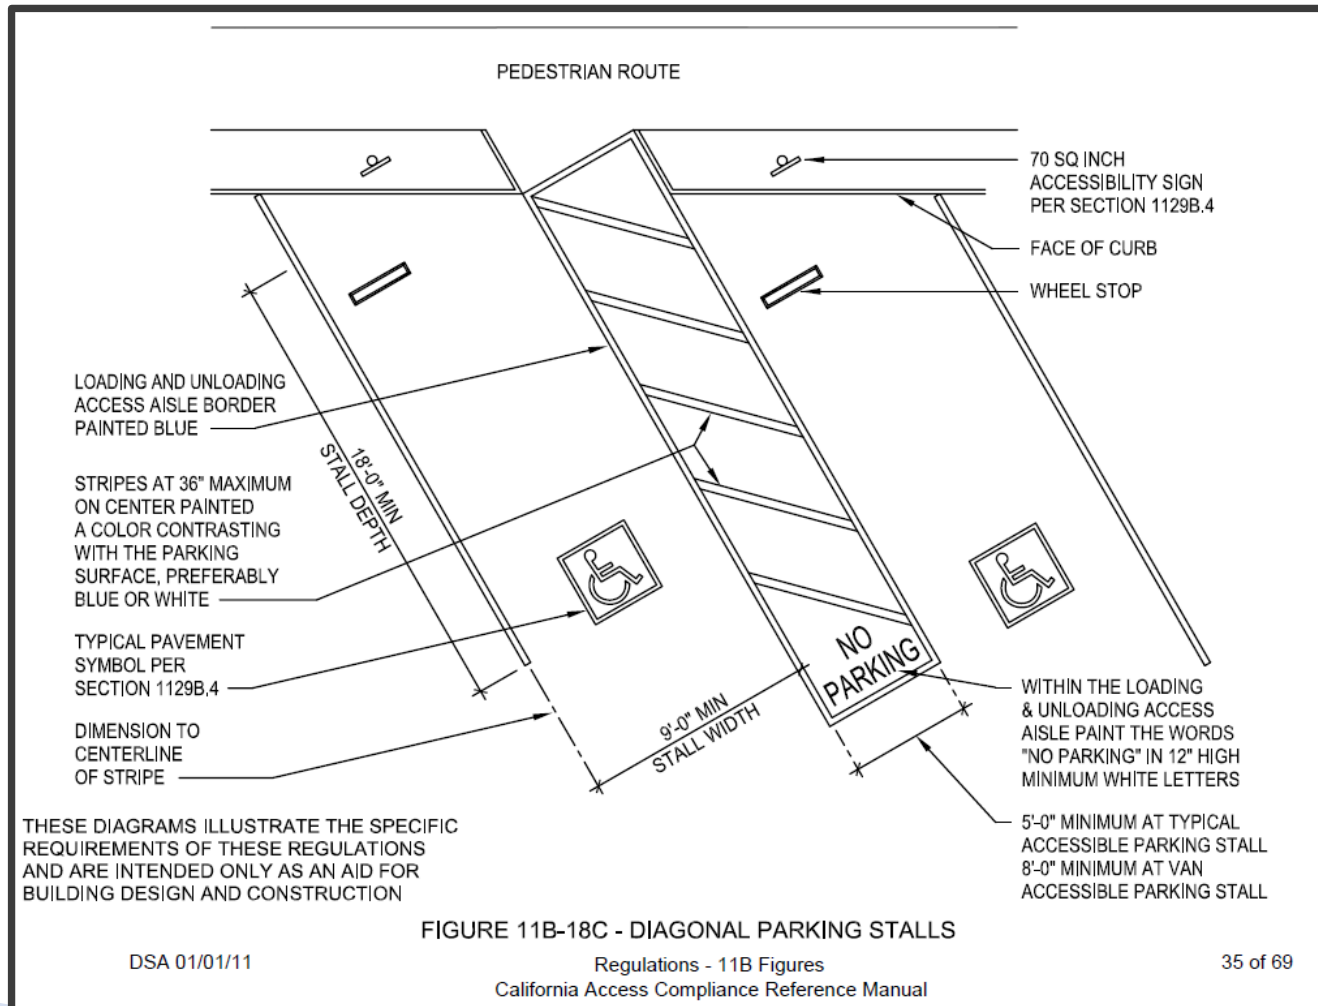 PEDESTRIAN ROUTE
70 SQ INCH
ACCESSIBILITY SIGN
PER SECTION 1129B.4
FACE OF CURB
WHEEL STOP
LOADING AND UNLOADING
ACCESS AISLE BORDER
PAINTED BLUE
18'-0" MIN
STALL DEPTH
STRIPES AT 36" MAXIMUM
ON CENTER PAINTED
A COLOR CONTRASTING
WITH THE PARKING
SURFACE, PREFERABLY
BLUE OR WHITE
TYPICAL PAVEMENT
SYMBOL PER
SECTION 1129B.4
DIMENSION TO
CENTERLINE
OF STRIPE
9'-0" MIN
STALL WIDTH
NO
PARKING
WITHIN THE LOADING
& UNLOADING ACCESS
AISLE PAINT THE WORDS
"NO PARKING" IN 12" HIGH
MINIMUM WHITE LETTERS
5'-0" MINIMUM AT TYPICAL
ACCESSIBLE PARKING STALL
8'-0" MINIMUM AT VAN
ACCESSIBLE PARKING STALL
THESE DIAGRAMS ILLUSTRATE THE SPECIFIC
REQUIREMENTS OF THESE REGULATIONS
AND ARE INTENDED ONLY AS AN AID FOR
BUILDING DESIGN AND CONSTRUCTION
FIGURE 11B-18C - DIAGONAL PARKING STALLS
DSA 01/01/11
Regulations - 11B Figures
35 of 69
California Access Compliance Reference Manual